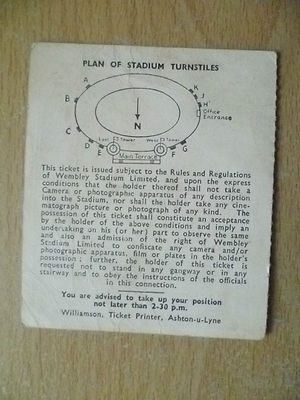 PLAN OF STADIUM TURNSTILES
A
K
J
B
H
Office
Entrance
N
C
G
D
East £3 Tower
West £3 Tower
E
F
Main Terrace
This ticket is issued subject to the Rules and Regulations
of Wembley Stadium Limited, and upon the express
conditions that the holder thereof shall not take a
Camera or photographic apparatus of any description
into the Stadium, nor shall the holder take any cine-
matograph picture or photograph of any kind. The
possession of this ticket shall constitute an acceptance
by the holder of the above conditions and imply an
undertaking on his (or her) part to observe the same
and also an admission of the right of Wembley
Stadium Limited to confiscate any camera and/or
photographic apparatus, film or plates in the holder's
possession further, the holder of this ticket is
requested not to stand in any gangway or in any
stairway and to obey the instructions of the officials
in this connection.
You are advised to take up your position
not later than 2-30 p.m.
Williamson, Ticket Printer, Ashton-u-Lyne